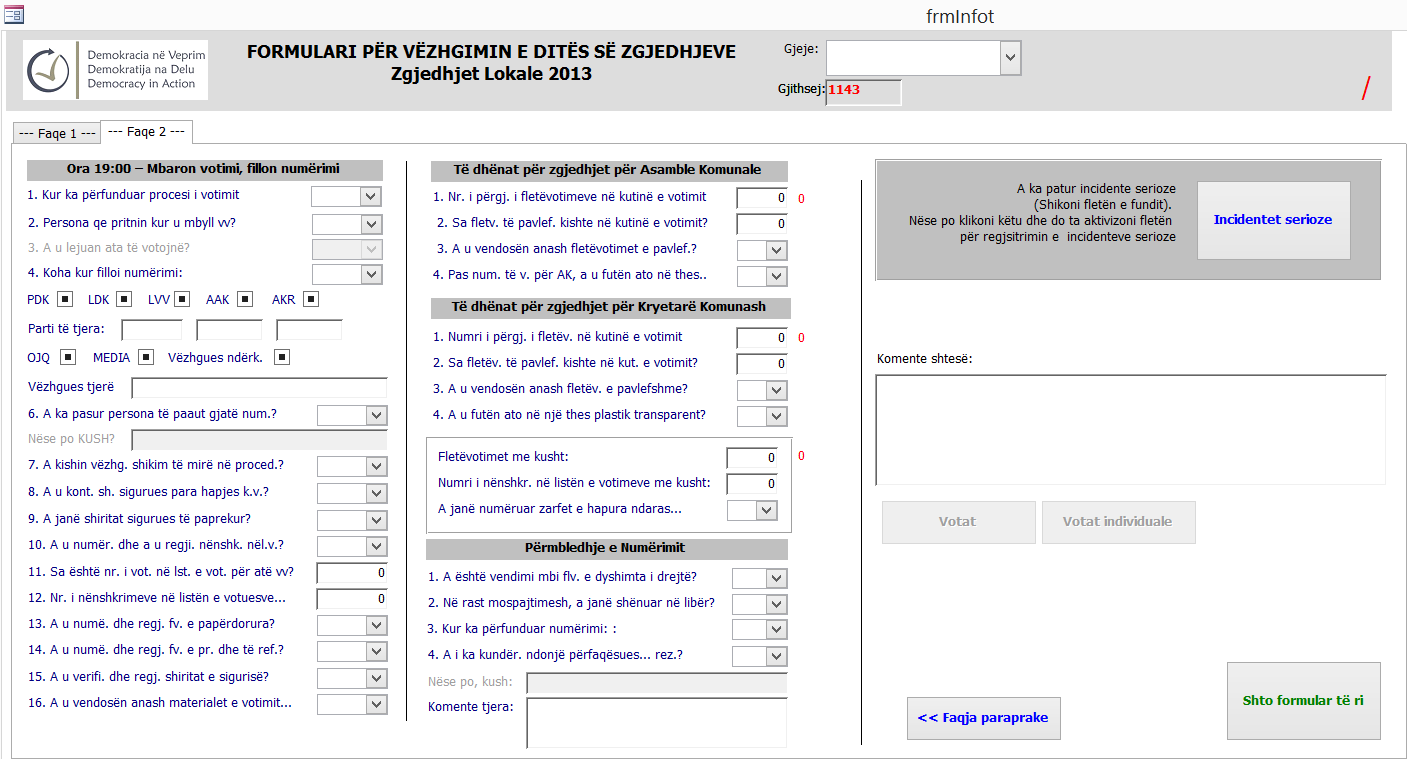 frmInfot
Demokracia në Veprim
Demokratija na Delu
Democracy in Action
FORMULARI PËR VËZHGIMIN E DITËS SË ZGJEDHJEVE
Zgjedhjet Lokale 2013
Gjeje:
Gjithsej: 1143
/
--- Faqe 1 ---
--- Faqe 2 ---
Ora 19:00 – Mbaron votimi, fillon numërimi
1. Kur ka përfunduar procesi i votimit
2. Persona qe pritnin kur u mbyll vv?
3. A u lejuan ata të votojnë?
4. Koha kur filloi numërimi:
PDK LDK LVV AAK AKR
Parti të tjera:
OJQ MEDIA Vëzhgues ndërk.
Vëzhgues tjerë
6. A ka pasur persona të paaut gjatë num.?
Nëse po KUSH?
7. A kishin vëzhg. shikim të mirë në proced.?
8. A u kont. sh. sigurues para hapjes k.v.?
9. A janë shiritat sigurues të paprekur?
10. A u numër. dhe a u regji. nënshk. nël.v.?
11. Sa është nr. i vot. në lst. e vot. për atë vv? 0
12. Nr. i nënshkrimeve në listën e votuesve... 0
13. A u numë. dhe regj. fv. e papërdorura?
14. A u numë. dhe regj. fv. e pr. dhe të ref.?
15. A u verifi. dhe regj. shiritat e sigurisë?
16. A u vendosën anash materialet e votimit...
Të dhënat për zgjedhjet për Asamble Komunale
1. Nr. i përgj. i fletëvotimeve në kutinë e votimit 0 0
2. Sa fletv. të pavlef. kishte në kutinë e votimit? 0
3. A u vendosën anash fletëvotimet e pavlef.?
4. Pas num. të v. për AK, a u futën ato në thes..
Të dhënat për zgjedhjet për Kryetarë Komunash
1. Numri i përgj. i fletëv. në kutinë e votimit 0 0
2. Sa fletëv. të pavlef. kishte në kut. e votimit? 0
3. A u vendosën anash fletëv. e pavlefshme?
4. A u futën ato në një thes plastik transparent?
Fletëvotimet me kusht: 0 0
Numri i nënshkr. në listën e votimeve me kusht: 0
A janë numëruar zarfet e hapura ndaras...
Përmbledhje e Numërimit
1. A është vendimi mbi flv. e dyshimta i drejtë?
2. Në rast mospajtimesh, a janë shënuar në libër?
3. Kur ka përfunduar numërimi: :
4. A i ka kundër. ndonjë përfaqësues... rez.?
Nëse po, kush:
Komente tjera:
A ka patur incidente serioze
(Shikoni fletën e fundit).
Nëse po klikoni këtu dhe do ta aktivizoni fletën
për regjsitrimin e incidenteve serioze
Incidentet serioze
Komente shtesë:
Votat
Votat individuale
<< Faqja paraprake
Shto formular të ri